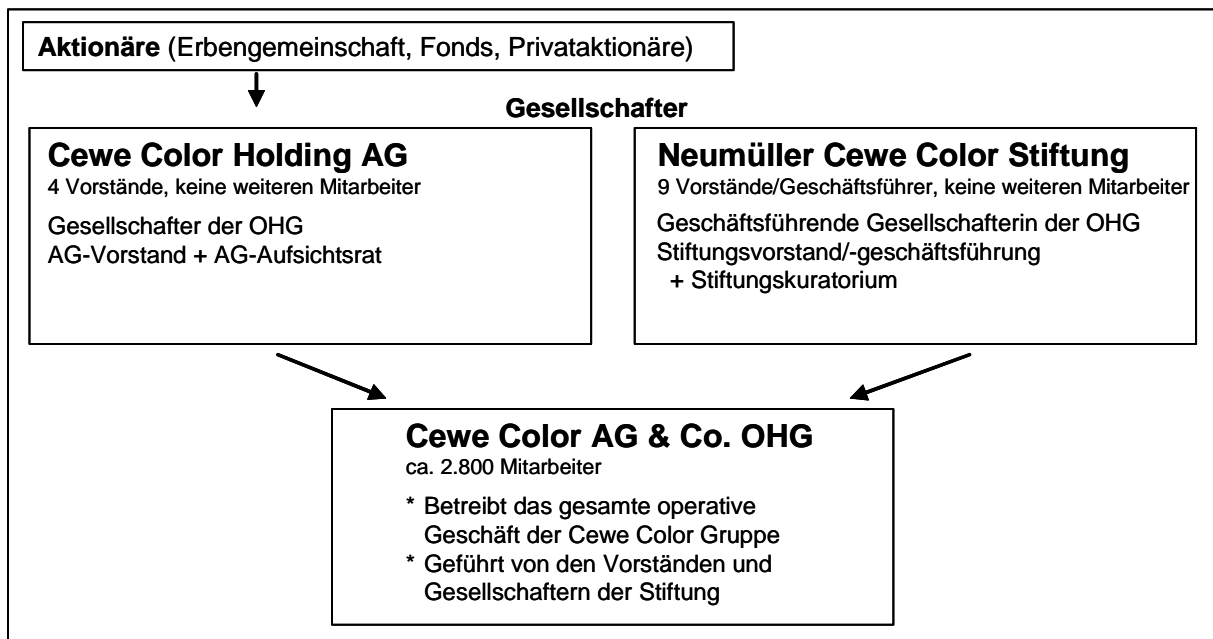 Aktionäre (Erbengemeinschaft, Fonds, Privataktionäre)
Gesellschafter
Cewe Color Holding AG
4 Vorstände, keine weiteren Mitarbeiter
Gesellschafter der OHG
AG-Vorstand + AG-Aufsichtsrat
Neumüller Cewe Color Stiftung
9 Vorstände/Geschäftsführer, keine weiteren Mitarbeiter
Geschäftsführende Gesellschafterin der OHG
Stiftungsvorstand/-geschäftsführung
+ Stiftungskuratorium
Cewe Color AG & Co. OHG
ca. 2.800 Mitarbeiter
* Betreibt das gesamte operative
Geschäft der Cewe Color Gruppe
* Geführt von den Vorständen und
Gesellschaftern der Stiftung